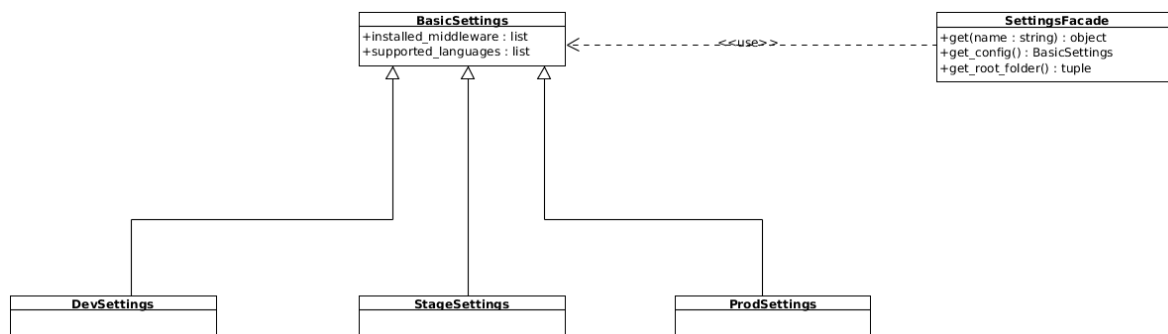 BasicSettings
+installed_middleware : list
+supported_languages : list
<<use>>
SettingsFacade
+get(name : string) : object
+get_config() : BasicSettings
+get_root_folder() : tuple
DevSettings
StageSettings
ProdSettings